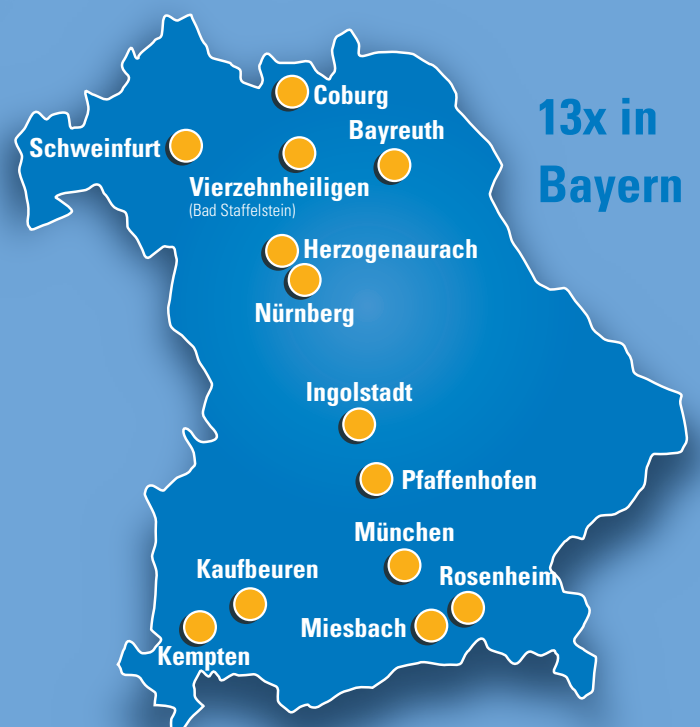 Coburg
13x in
Bayern
Bayreuth
Schweinfurt
Vierzehnheiligen
(Bad Staffelstein)
Herzogenaurach
Nürnberg
Ingolstadt
Pfaffenhofen
München
Kaufbeuren
Rosenheim
Miesbach
Kempten